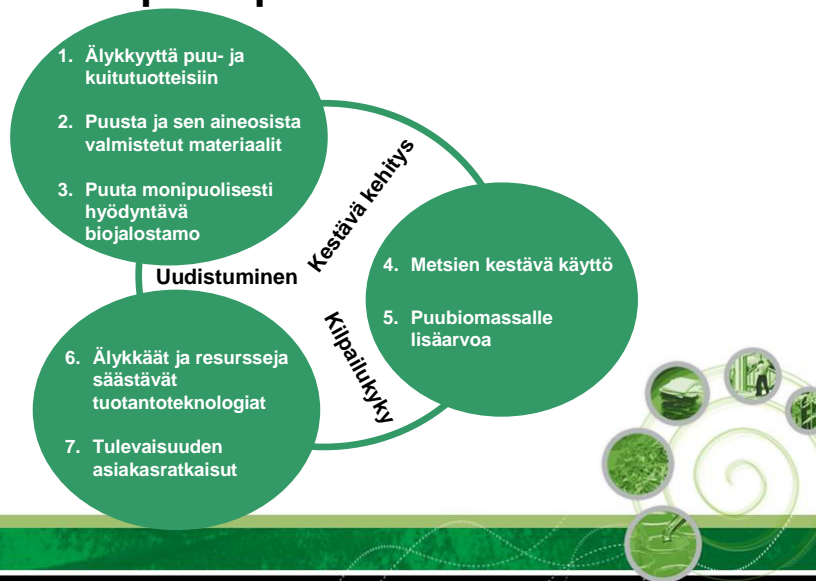 1. Älykkyyttä puu- ja
kuitutuotteisiin
2. Puusta ja sen aineosista
valmistetut materiaalit
3. Puuta monipuolisesti
hyödyntävä
biojalostamo
Kestävä kehitys
Uudistuminen
Kilpailukyky
4. Metsien kestävä käyttö
5. Puubiomassalle
lisäarvoa
6. Älykkäät ja resursseja
säästävät
tuotantoteknologiat
7. Tulevaisuuden
asiakasratkaisut